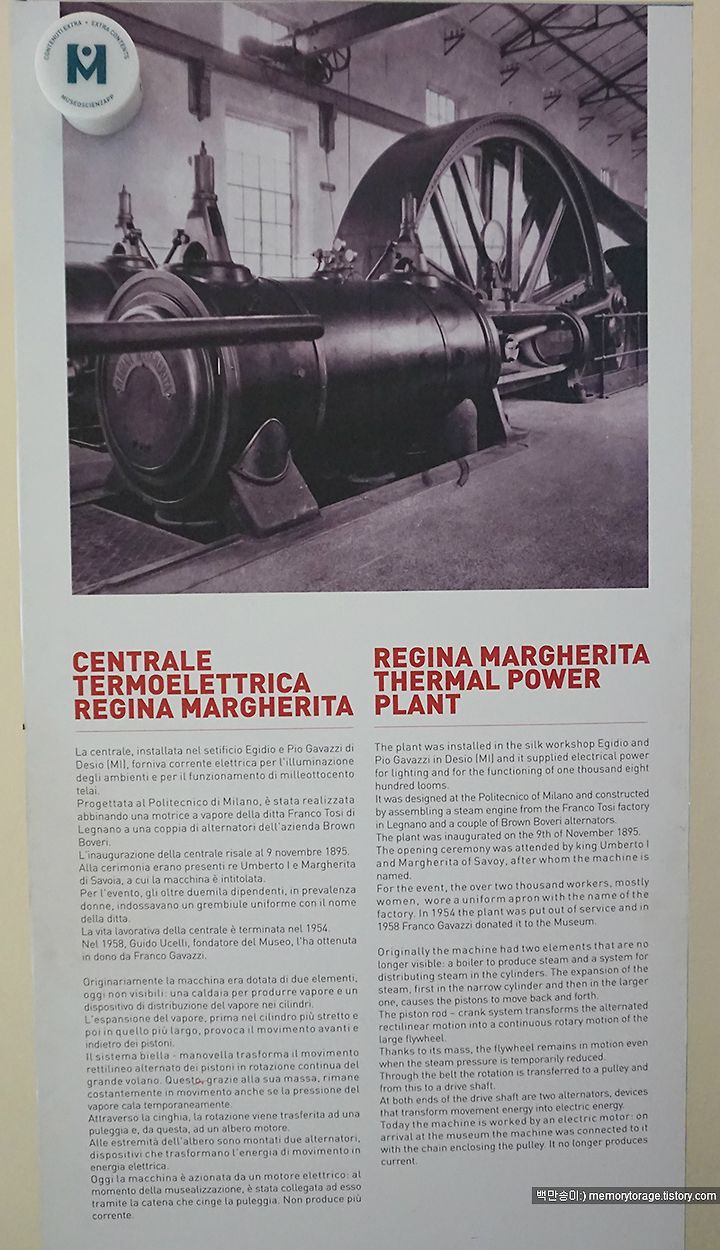 CONTENUTI EXTRA • EXTRA CONTENTS
M
MUSEOSCIENZAPP
CENTRALE
TERMOELETTRICA
REGINA MARGHERITA
La centrale, installata nel setificio Egidio e Pio Gavazzi di
Desio (MI), forniva corrente elettrica per l'illuminazione
degli ambienti e per il funzionamento di milleottocento
telai.
Progettata al Politecnico di Milano, è stata realizzata
abbinando una motrice a vapore della ditta Franco Tosi di
Legnano a una coppia di alternatori dell'azienda Brown
Boveri.
L'inaugurazione della centrale risale al 9 novembre 1895.
Alla cerimonia erano presenti re Umberto I e Margherita
di Savoia, a cui la macchina è intitolata.
Per l'evento, gli oltre duemila dipendenti, in prevalenza
donne, indossavano un grembiule uniforme con il nome
della ditta.
La vita lavorativa della centrale è terminata nel 1954.
Nel 1958, Guido Ucelli, fondatore del Museo, l'ha ottenuta
in dono da Franco Gavazzi.
Originariamente la macchina era dotata di due elementi,
oggi non visibili: una caldaia per produrre vapore e un
dispositivo di distribuzione del vapore nei cilindri.
L'espansione del vapore, prima nel cilindro più stretto e
poi in quello più largo, provoca il movimento avanti e
indietro dei pistoni.
Il sistema biella - manovella trasforma il movimento
rettilineo alternato dei pistoni in rotazione continua del
grande volano. Questo, grazie alla sua massa, rimane
costantemente in movimento anche se la pressione del
vapore cala temporaneamente.
Attraverso la cinghia, la rotazione viene trasferita ad una
puleggia e, da questa, ad un albero motore.
Alle estremità dell'albero sono montati due alternatori,
dispositivi che trasformano l'energia di movimento in
energia elettrica.
Oggi la macchina è azionata da un motore elettrico: al
momento della musealizzazione, è stata collegata ad esso
tramite la catena che cinge la puleggia. Non produce più
corrente.
REGINA MARGHERITA
THERMAL POWER
PLANT
The plant was installed in the silk workshop Egidio and
Pio Gavazzi in Desio (MI) and it supplied electrical power
for lighting and for the functioning of one thousand eight
hundred looms.
It was designed at the Politecnico of Milano and constructed
by assembling a steam engine from the Franco Tosi factory
in Legnano and a couple of Brown Boveri alternators.
The plant was inaugurated on the 9th of November 1895.
The opening ceremony was attended by king Umberto I
and Margherita of Savoy, after whom the machine is
named.
For the event, the over two thousand workers, mostly
women, wore a uniform apron with the name of the
factory. In 1954 the plant was put out of service and in
1958 Franco Gavazzi donated it to the Museum.
Originally the machine had two elements that are no
longer visible: a boiler to produce steam and a system for
distributing steam in the cylinders. The expansion of the
steam, first in the narrow cylinder and then in the larger
one, causes the pistons to move back and forth.
The piston rod – crank system transforms the alternated
rectilinear motion into a continuous rotary motion of the
large flywheel.
Thanks to its mass, the flywheel remains in motion even
when the steam pressure is temporarily reduced.
Through the belt the rotation is transferred to a pulley and
from this to a drive shaft.
At both ends of the drive shaft are two alternators, devices
that transform movement energy into electric energy.
Today the machine is worked by an electric motor: on
arrival at the museum the machine was connected to it
with the chain enclosing the pulley. It no longer produces
current.
백만송이:) memorytorage.tistory.com